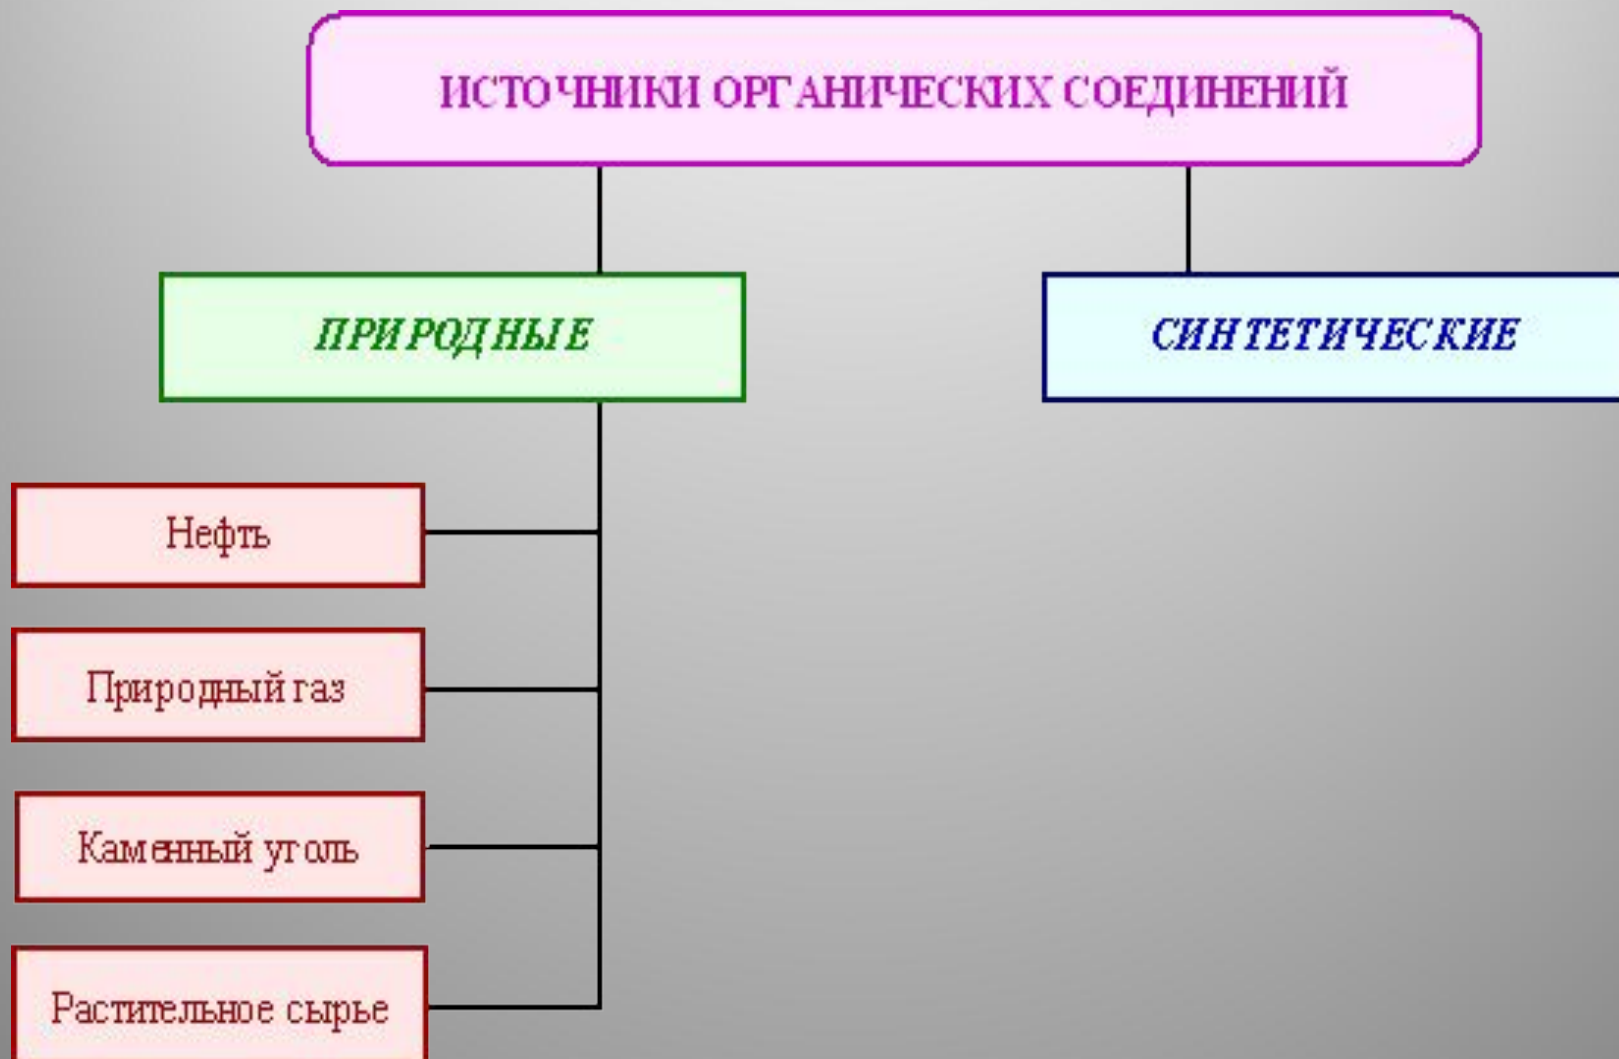 ИСТОЧНИКИ ОРГАНИЧЕСКИХ СОЕДИНЕНИЙ
ПРИРОДНЫЕ
СИНТЕТИЧЕСКИЕ
Нефть
Природный газ
Каменный уголь
Растительное сырье